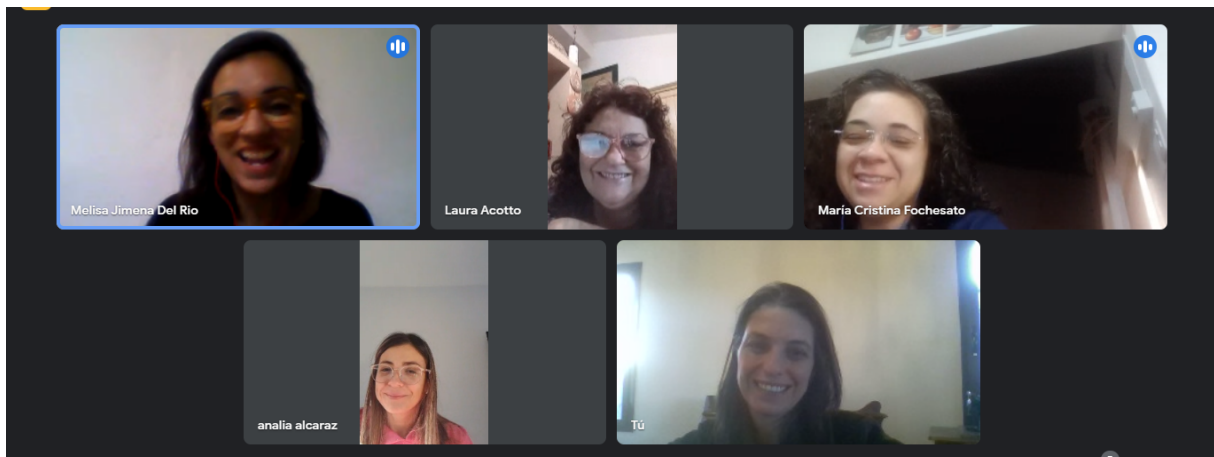 Melisa Jimena Del Rio
Laura Acotto
María Cristina Fochesato
analia alcaraz
Tú